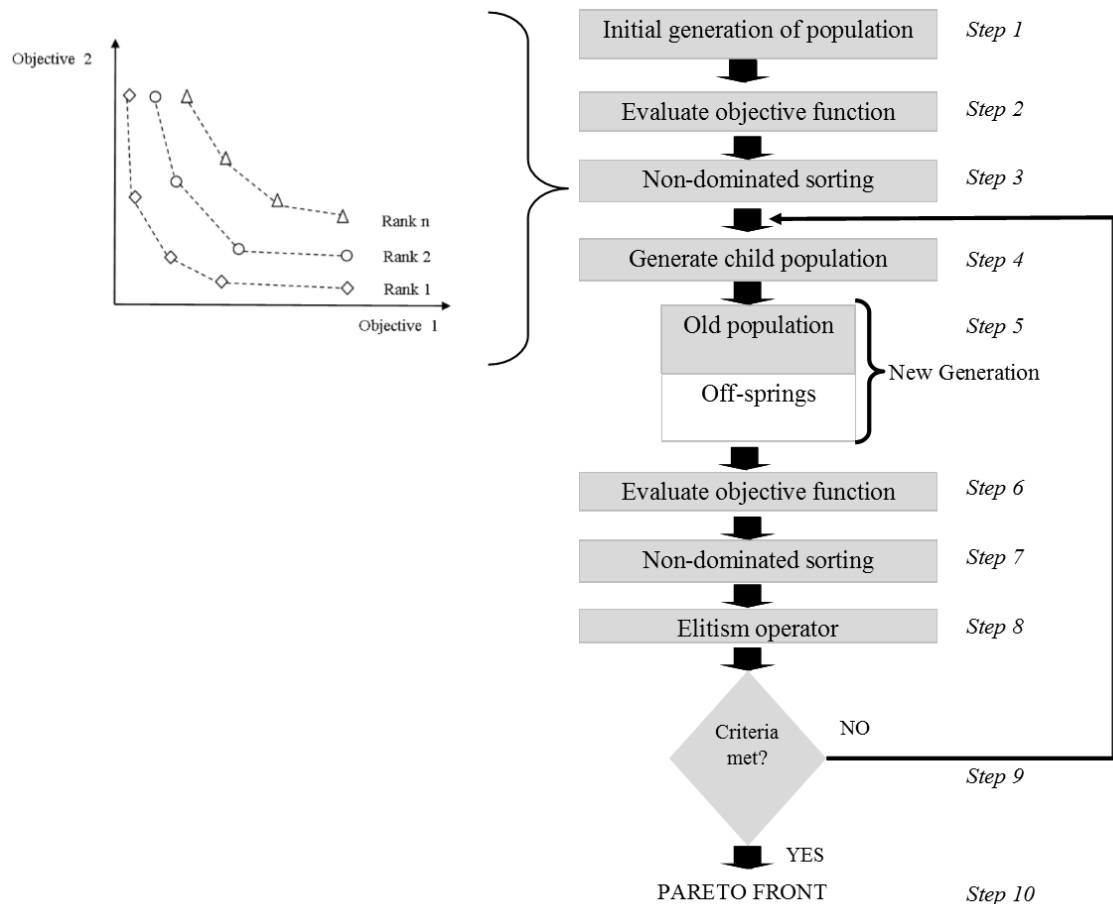 Objective 2
Rank n
Rank 2
Rank 1
Objective 1
Initial generation of population
Step 1
Evaluate objective function
Step 2
Non-dominated sorting
Step 3
Generate child population
Step 4
Old population
Step 5
Off-springs
New Generation
Evaluate objective function
Step 6
Non-dominated sorting
Step 7
Elitism operator
Step 8
Criteria
met?
NO
Step 9
YES
PARETO FRONT
Step 10